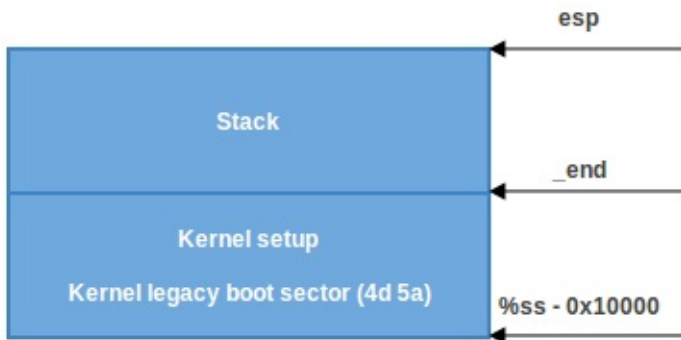 esp
Stack
_end
Kernel setup
Kernel legacy boot sector (4d 5a)
%ss - 0x10000